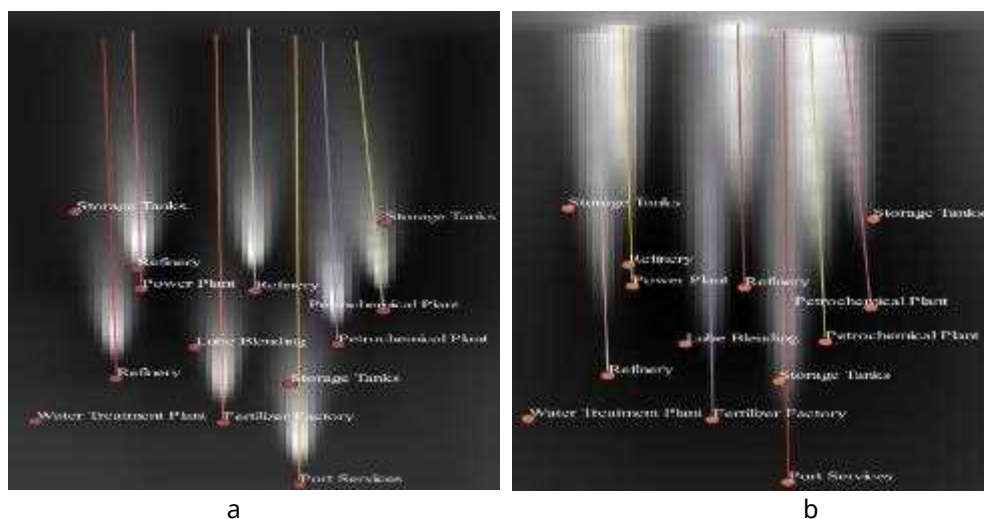 Storage Tanks
Storage Tanks
Refinery
Power Plant
Refinery
Petrochemical Plant
Lube Blending
Petrochemical Plant
Refinery
Storage Tanks
Water Treatment Plant
Fertilizer Factory
Port Services
a
Storage Tanks
Storage Tanks
Refinery
Power Plant
Refinery
Petrochemical Plant
Lube Blending
Petrochemical Plant
Refinery
Storage Tanks
Water Treatment Plant
Fertilizer Factory
Port Services
b